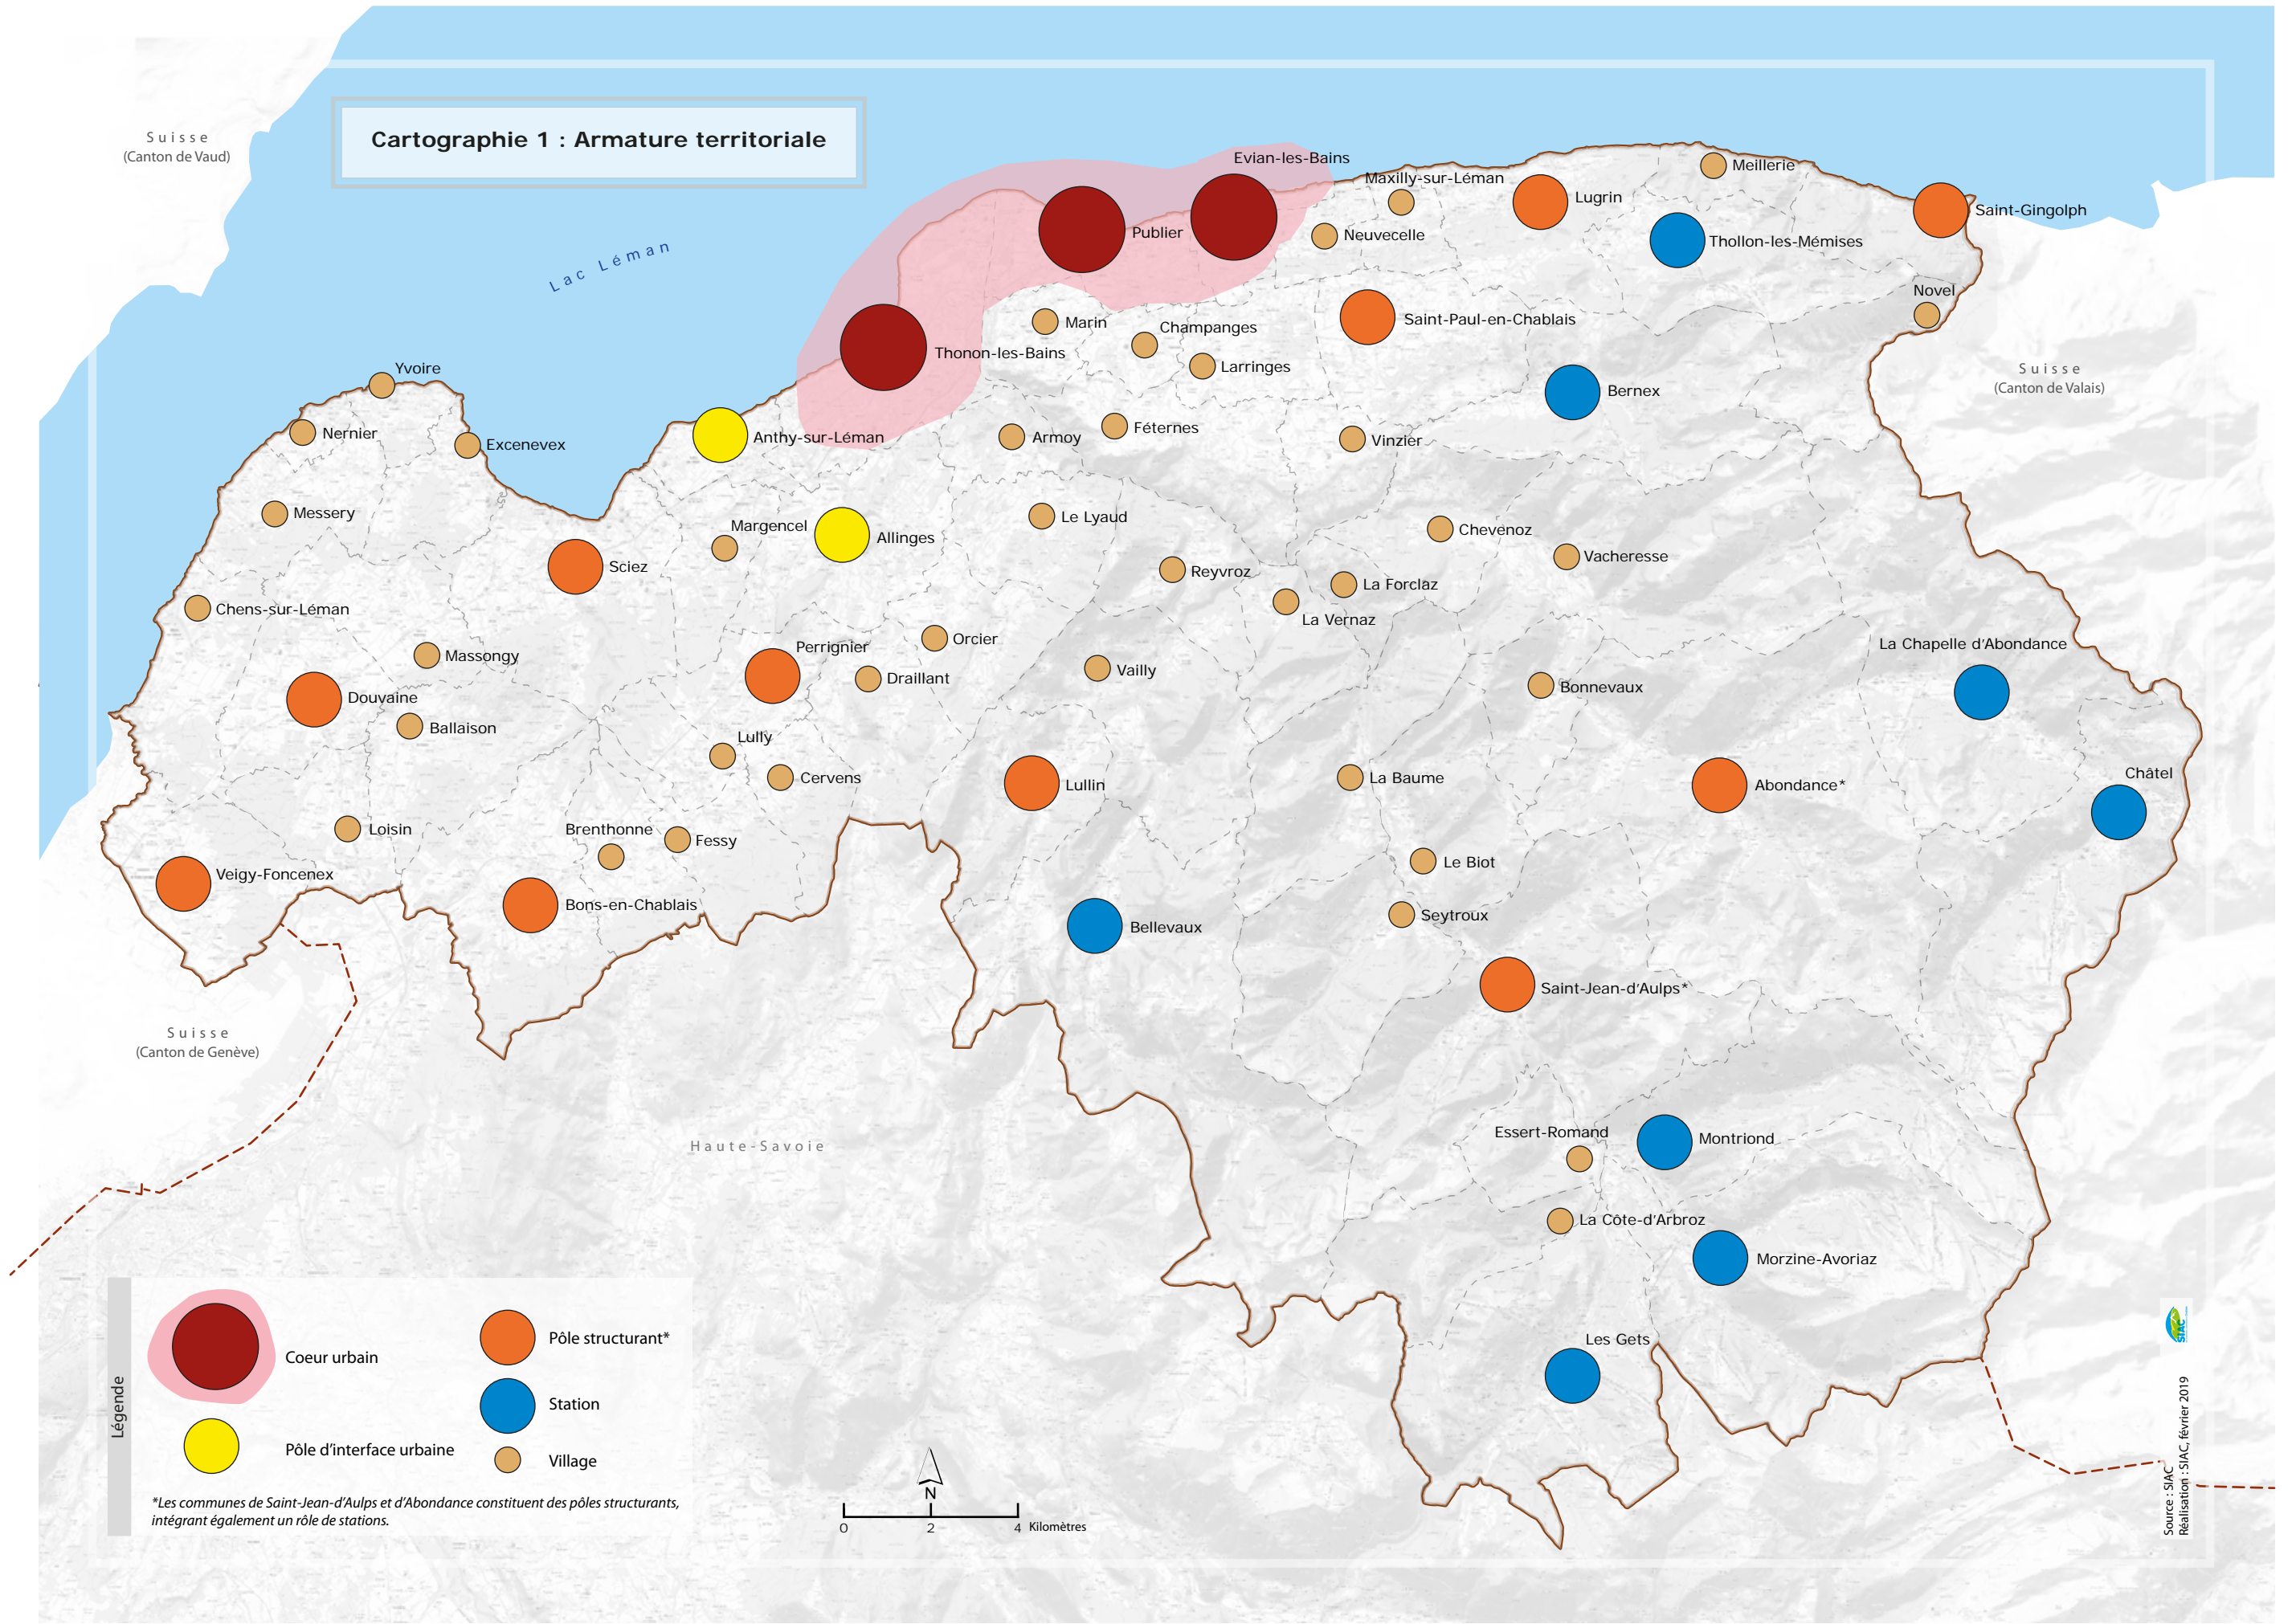 Suisse
(Canton de Vaud)
Cartographie 1 : Armature territoriale
Lac Léman
Evian-les-Bains
Maxilly-sur-Léman
Meillerie
Lugrin
Saint-Gingolph
Publier
Neuvecelle
Thollon-les-Mémises
Novel
Marin
Champanges
Saint-Paul-en-Chablais
Thonon-les-Bains
Larringes
Suisse
(Canton de Valais)
Yvoire
Bernex
Nernier
Excenevex
Anthy-sur-Léman
Armoy
Féternes
Vinzier
Messery
Margencel
Allinges
Le Lyaud
Chevenoz
Sciez
Vacheresse
Reyvroz
La Forclaz
Chens-sur-Léman
La Vernaz
Massongy
Perrignier
Orcier
La Chapelle d'Abondance
Draillant
Vailly
Bonnevaux
Douvaine
Ballaison
Lully
Cervens
Lullin
La Baume
Abondance*
Châtel
Loisin
Brenthonne
Fessy
Le Biot
Veigy-Foncenex
Bons-en-Chablais
Bellevaux
Seytroux
Saint-Jean-d'Aulps*
Suisse
(Canton de Genève)
Haute-Savoie
Essert-Romand
Montriond
La Côte-d'Arbroz
Morzine-Avoriaz
Les Gets
Légende
Coeur urbain
Pôle d'interface urbaine
Pôle structurant*
Station
Village
*Les communes de Saint-Jean-d'Aulps et d'Abondance constituent des pôles structurants,
intégrant également un rôle de stations.
N
0 2 4 Kilomètres
SIAC
Source : SIAC
Réalisation : SIAC, février 2019